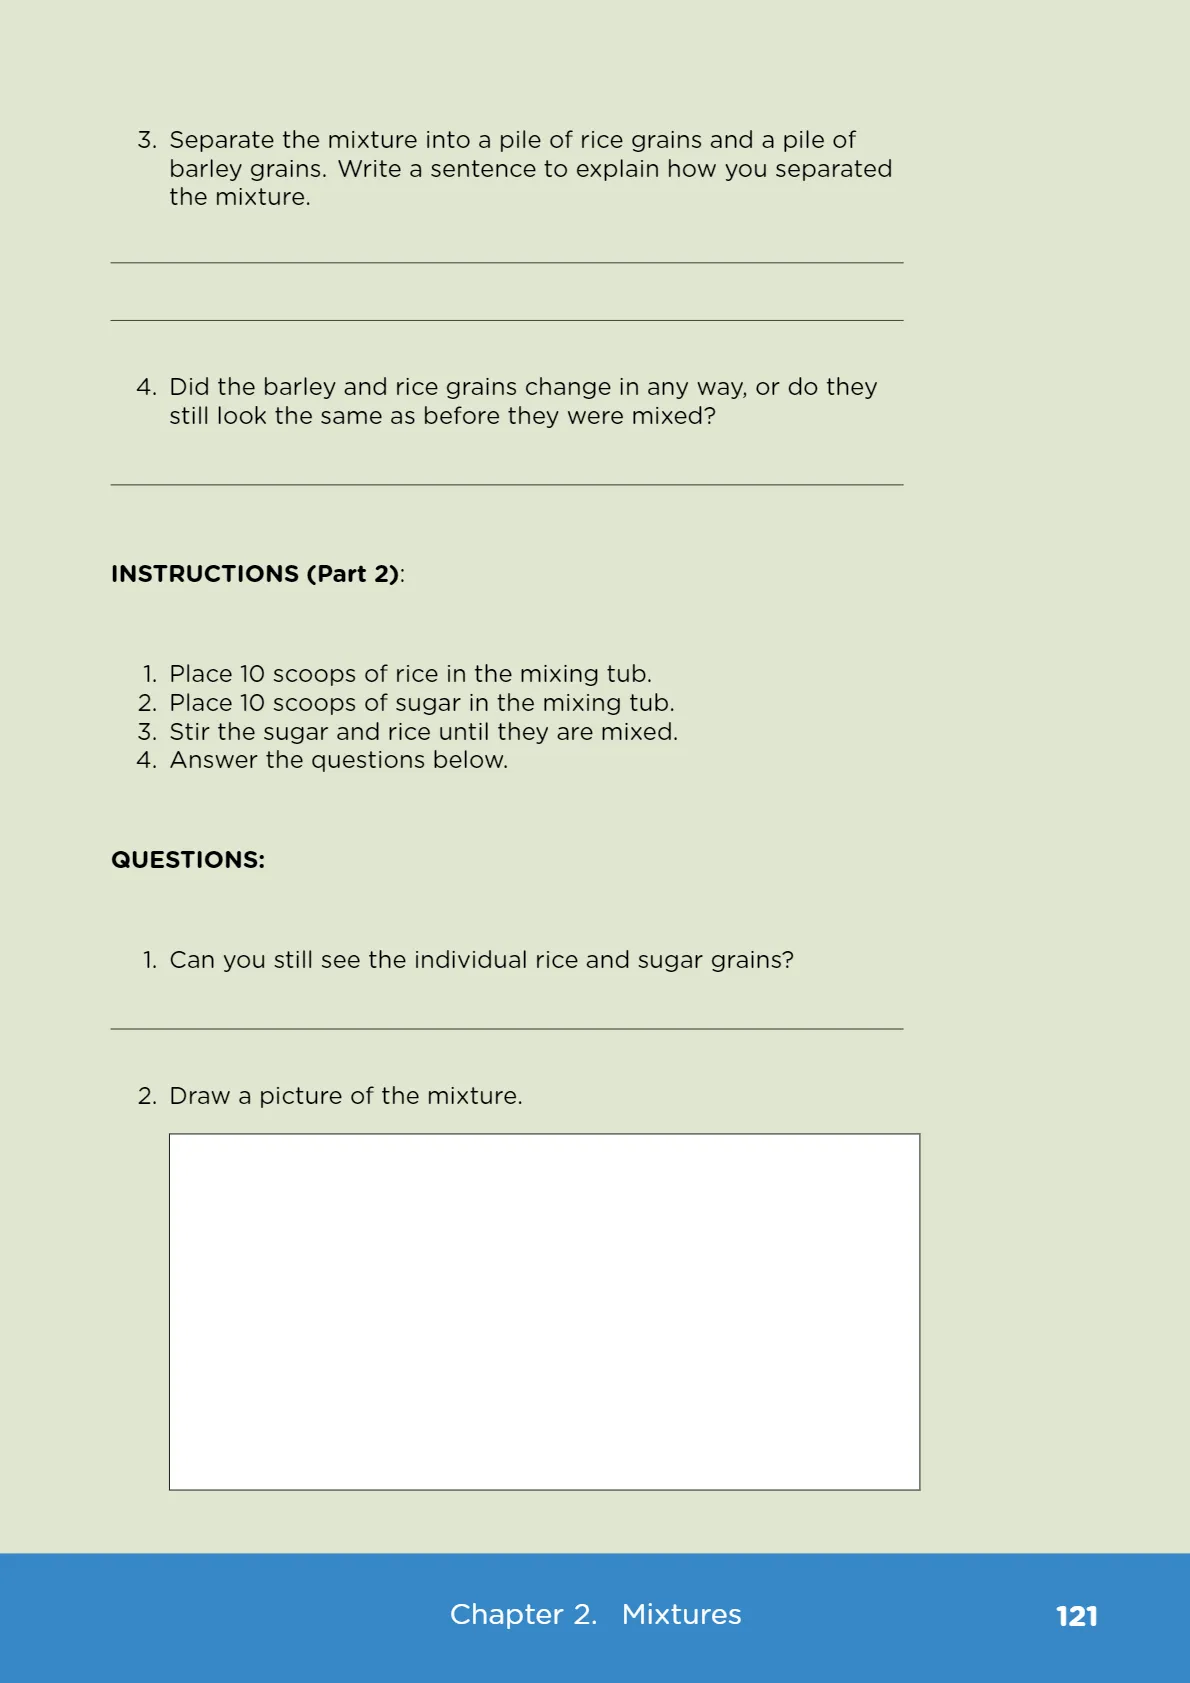 3. Separate the mixture into a pile of rice grains and a pile of
barley grains. Write a sentence to explain how you separated
the mixture.
4. Did the barley and rice grains change in any way, or do they
still look the same as before they were mixed?
INSTRUCTIONS (Part 2):
1. Place 10 scoops of rice in the mixing tub.
2. Place 10 scoops of sugar in the mixing tub.
3. Stir the sugar and rice until they are mixed.
4. Answer the questions below.
QUESTIONS:
1. Can you still see the individual rice and sugar grains?
2. Draw a picture of the mixture.
Chapter 2. Mixtures 121